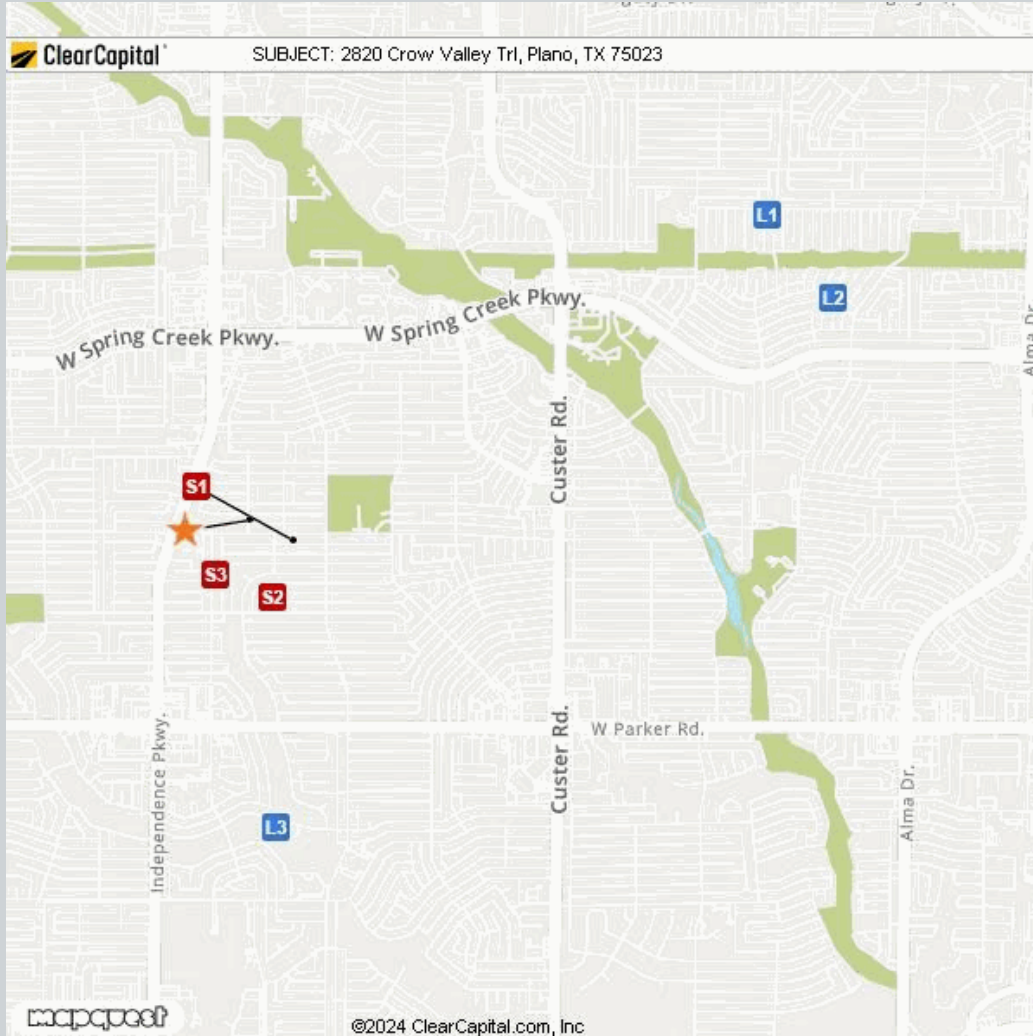 ClearCapital
SUBJECT: 2820 Crow Valley Trl, Plano, TX 75023
L1
L2
W Spring Creek Pkwy.
W Spring Creek Pkwy.
Alma Dr.
Custer Rd.
S1
S3
S2
Independence Pkwy.
Custer Rd.
W Parker Rd.
Alma Dr.
L3
mapquest
©2024 ClearCapital.com, Inc